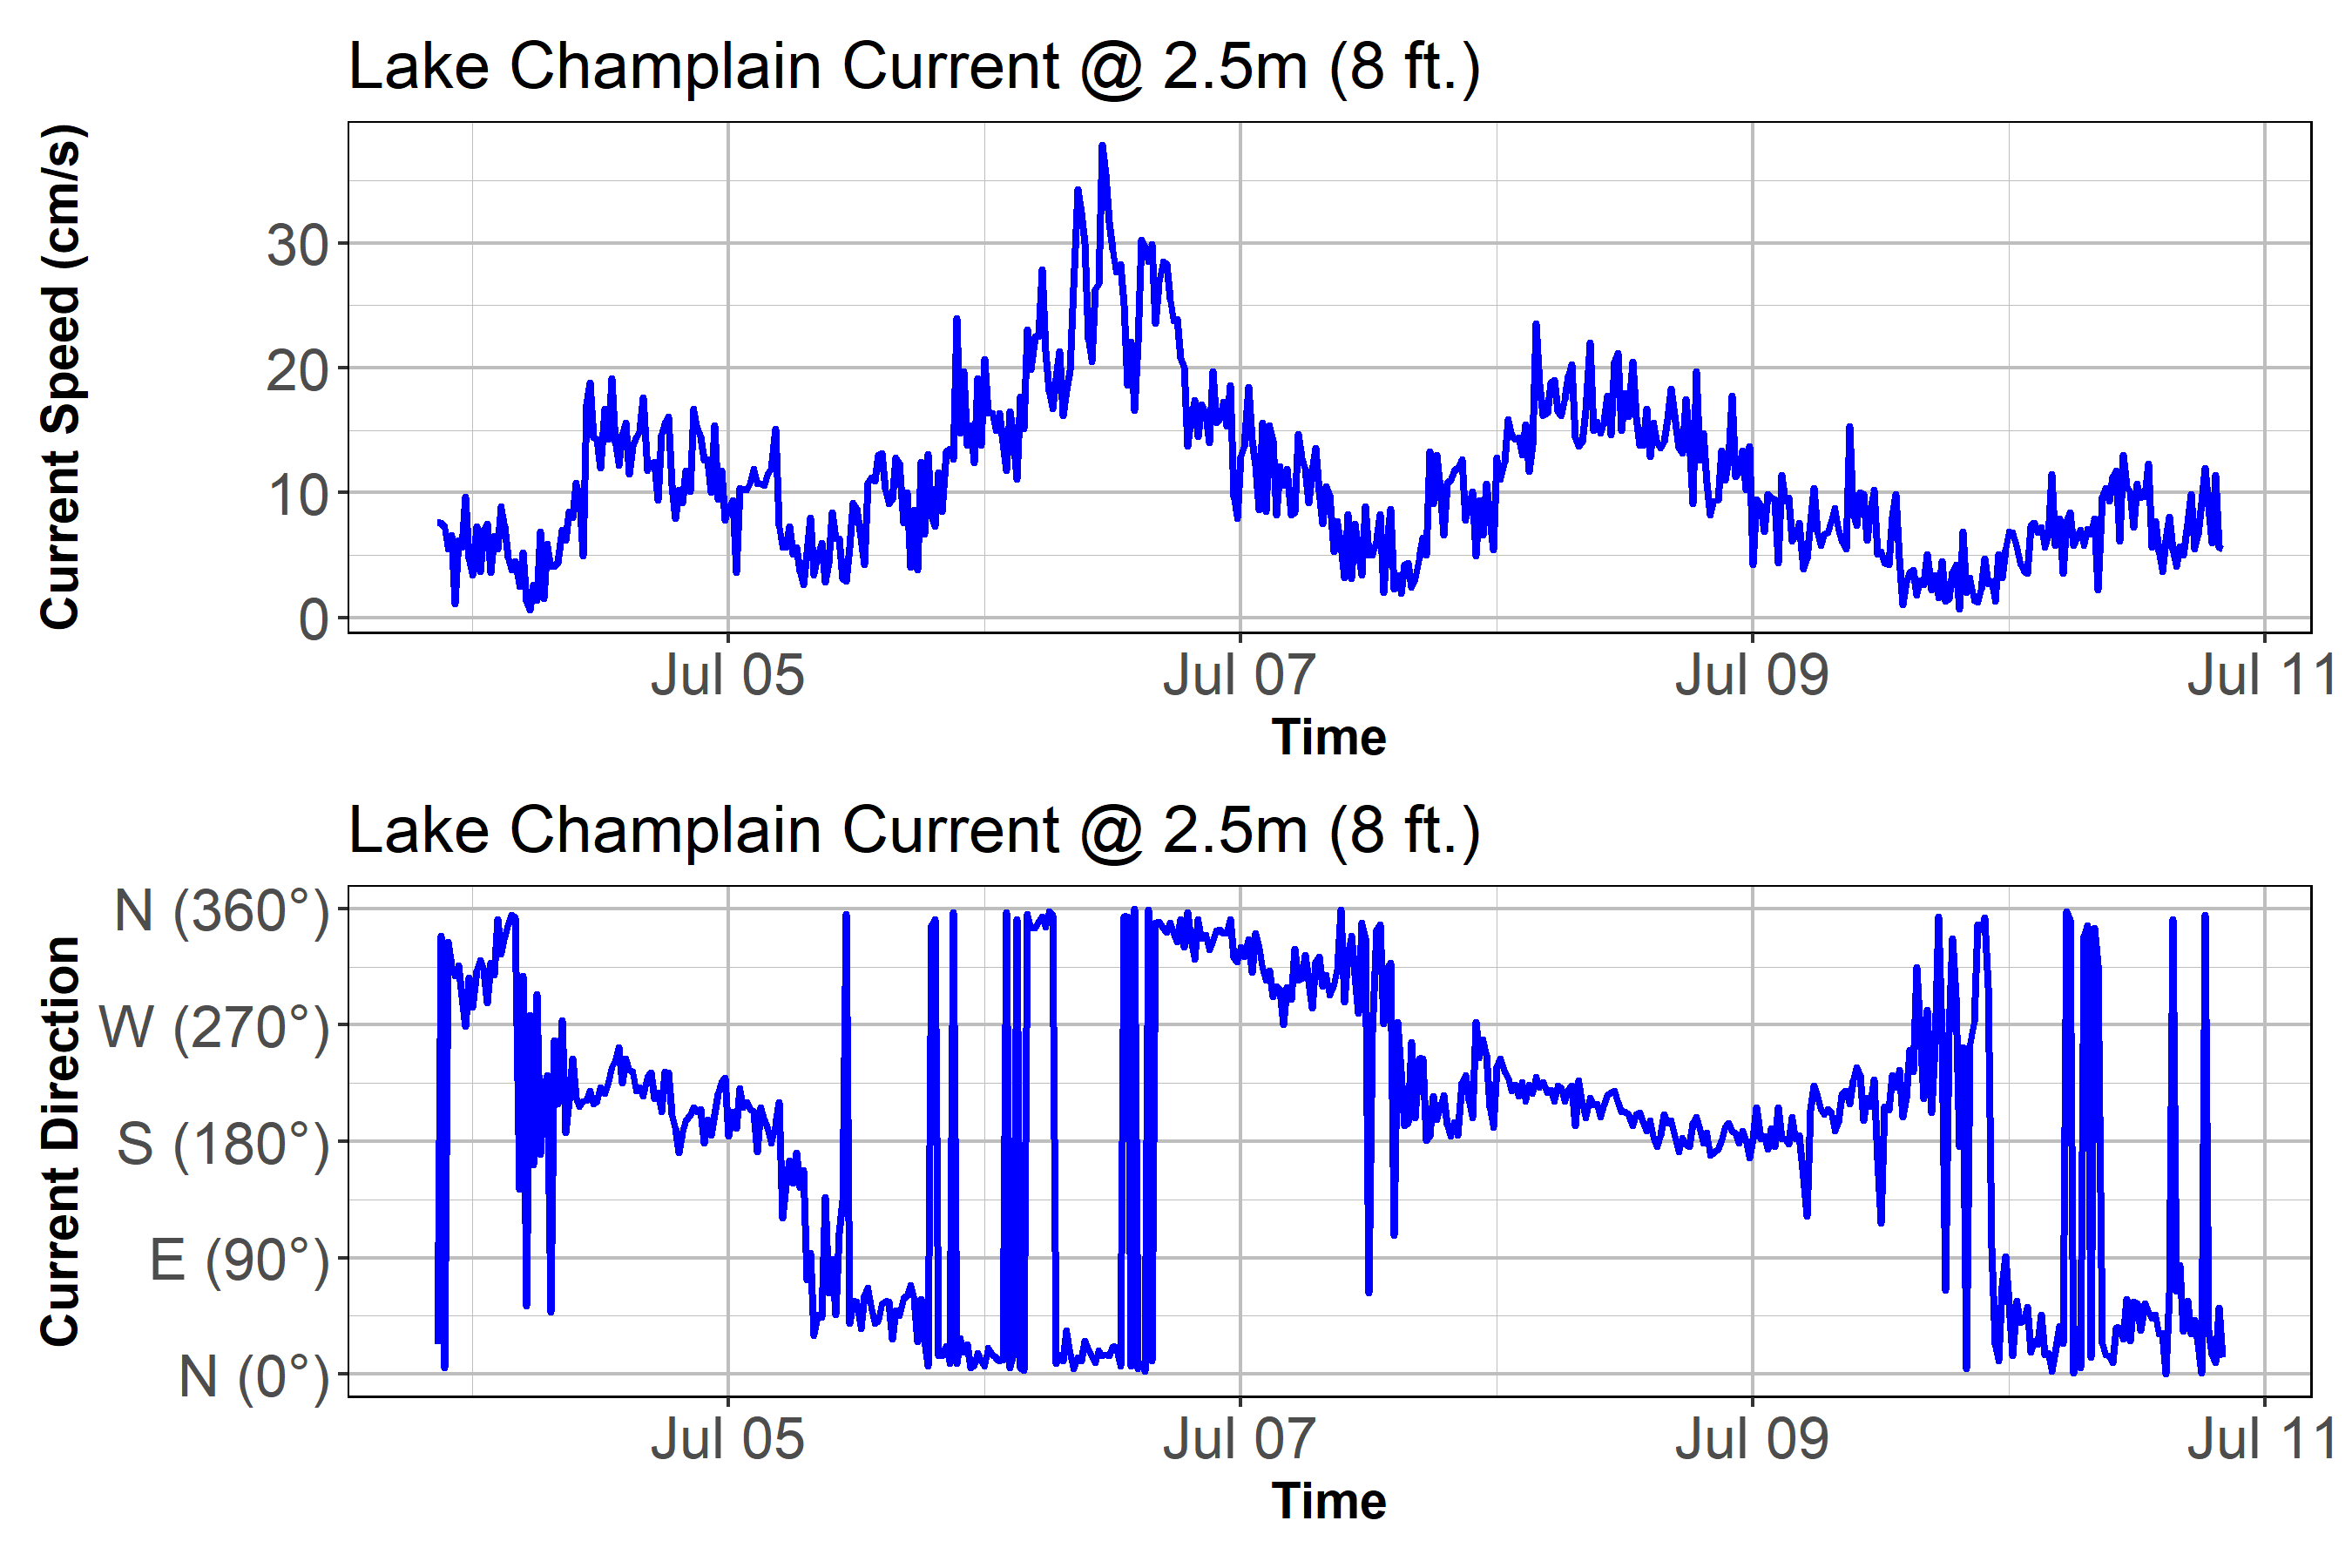 Lake Champlain Current @ 2.5m (8 ft.)
Current Speed (cm/s)
30
20
10
0
Jul 05 Jul 07 Jul 09 Jul 11
Time
Lake Champlain Current @ 2.5m (8 ft.)
Current Direction
N (360°)
W (270°)
S (180°)
E (90°)
N (0°)
Jul 05 Jul 07 Jul 09 Jul 11
Time